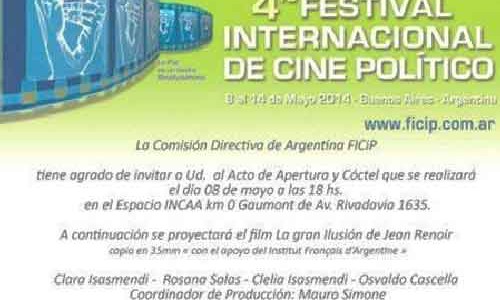 4to FESTIVAL
INTERNACIONAL
DE CINE POLÍTICO
8 al 14 de Mayo 2014 - Buenos Aires - Argentina
www.ficip.com.ar
La Comisión Directiva de Argentina FICiP
tiene agrado de invitar a Ud. al Acto de Apertura y Cóctel que se realizará
el dia 08 de mayo a las 18 hs.
en el Espacio INCAA km 0 Gaumont de Av. Rivadavia 1635.
A continuación se proyectará el film La gran Ilusión de Jean Renoir
copia en 35mm « con el apoyo del Institut Français d'Argentine »
Clara Isasmendi - Rosana Salas - Clelia Isasmendi - Osvaldo Cascella
Coordinador de Producción: Mauro Simone